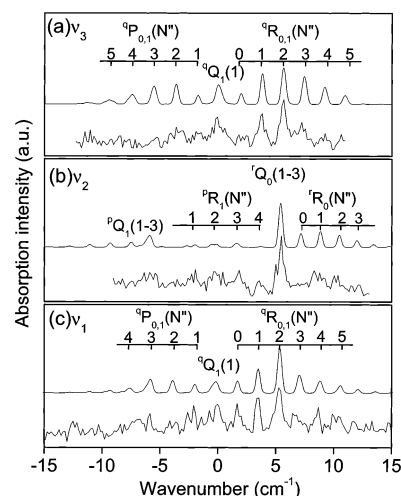 (a)ν₃
qP0,1(N")
qR0,1(N")
5 4 3 2 1
0 1 2 3 4 5
qQ1(1)
(b)ν₂
rQ0(1-3)
pR1(N")
rR0(N")
pQ1(1-3)
1 2 3 4
0 1 2 3
(c)ν₁
qP0,1(N")
qR0,1(N")
4 3 2 1
0 1 2 3 4 5
qQ1(1)
Absorption intensity (a.u.)
-15 -10 -5 0 5 10 15
Wavenumber (cm⁻¹)